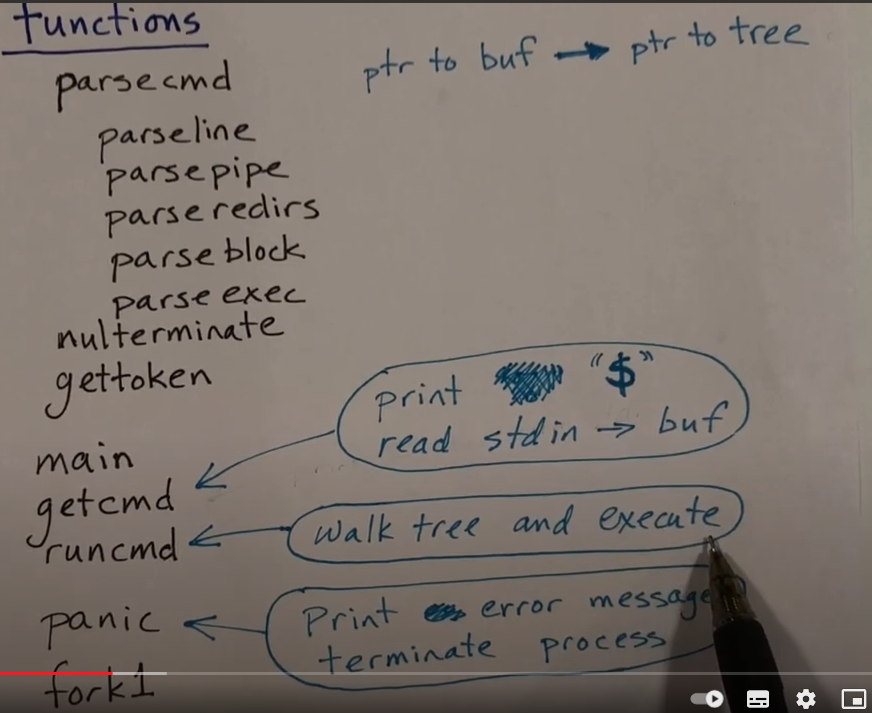 functions
parsecmd
ptr to buf → ptr to tree
parseline
parsepipe
parseredirs
parseblock
parseexec
nulterminate
gettoken
print "$"
read stdin → buf
main
getcmd
runcmd
walk tree and execute
panic
Print error message
terminate process
fork1